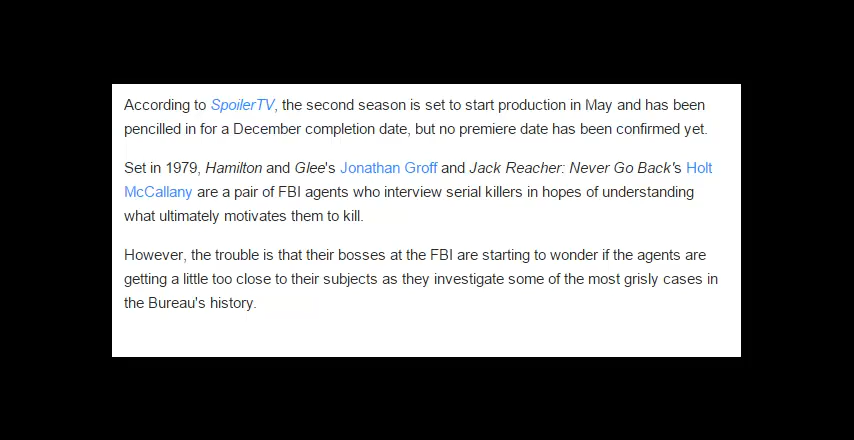 According to SpoilerTV, the second season is set to start production in May and has been
pencilled in for a December completion date, but no premiere date has been confirmed yet.
Set in 1979, Hamilton and Glee's Jonathan Groff and Jack Reacher: Never Go Back's Holt
McCallany are a pair of FBI agents who interview serial killers in hopes of understanding
what ultimately motivates them to kill.
However, the trouble is that their bosses at the FBI are starting to wonder if the agents are
getting a little too close to their subjects as they investigate some of the most grisly cases in
the Bureau's history.